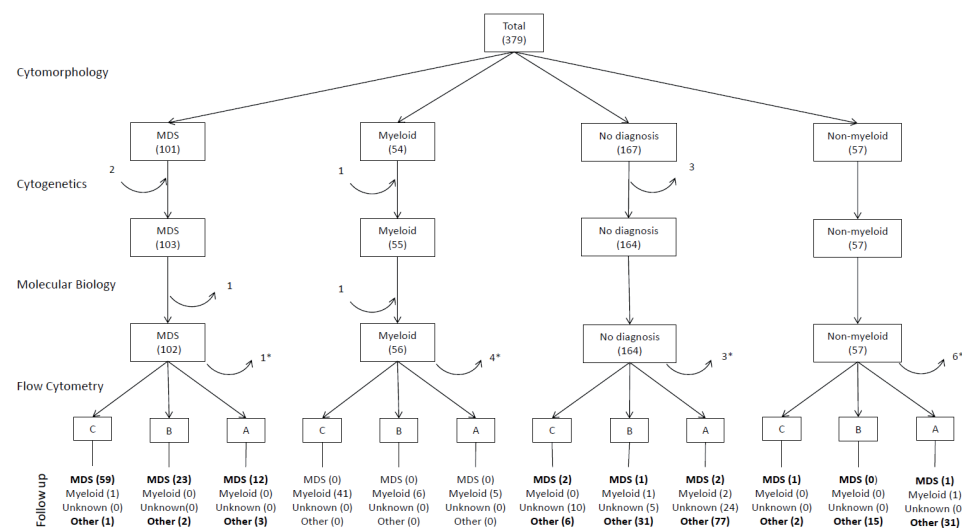 Total
(379)
Cytomorphology
MDS
(101)
Myeloid
(54)
No diagnosis
(167)
Non-myeloid
(57)
2
1
3
Cytogenetics
MDS
(103)
Myeloid
(55)
No diagnosis
(164)
Non-myeloid
(57)
Molecular Biology
1
1
MDS
(102)
Myeloid
(56)
No diagnosis
(164)
Non-myeloid
(57)
1*
4*
3*
6*
Flow Cytometry
C
B
A
C
B
A
C
B
A
C
B
A
Follow up
MDS (59)
Myeloid (1)
Unknown (0)
Other (1)
MDS (23)
Myeloid (0)
Unknown(0)
Other (2)
MDS (12)
Myeloid (0)
Unknown (0)
Other (3)
MDS (0)
Myeloid (41)
Unknown (0)
Other (0)
MDS (0)
Myeloid (6)
Unknown (0)
Other (0)
MDS (0)
Myeloid (5)
Unknown (0)
Other (0)
MDS (2)
Myeloid (0)
Unknown (10)
Other (6)
MDS (1)
Myeloid (1)
Unknown (5)
Other (31)
MDS (2)
Myeloid (2)
Unknown (24)
Other (77)
MDS (1)
Myeloid (0)
Unknown (0)
Other (2)
MDS (0)
Myeloid (0)
Unknown (0)
Other (15)
MDS (1)
Myeloid (1)
Unknown (0)
Other (31)